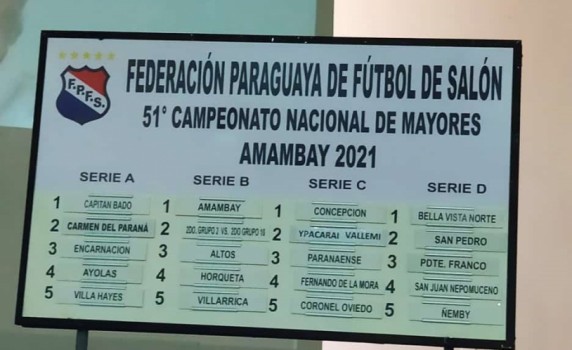 F.P.F.S.
FEDERACIÓN PARAGUAYA DE FÚTBOL DE SALÓN
51° CAMPEONATO NACIONAL DE MAYORES
AMAMBAY 2021
SERIE A
1 CAPITAN BADO
2 CARMEN DEL PARANÁ
3 ENCARNACION
4 AYOLAS
5 VILLA HAYES
SERIE B
1 AMAMBAY
2 2DO. GRUPO 2 VS. 2DO GRUPO 16
3 ALTOS
4 HORQUETA
5 VILLARRICA
SERIE C
1 CONCEPCION
2 YPACARAI VALLEMI
3 PARANAENSE
4 FERNANDO DE LA MORA
5 CORONEL OVIEDO
SERIE D
1 BELLA VISTA NORTE
2 SAN PEDRO
3 PDTE. FRANCO
4 SAN JUAN NEPOMUCENO
5 ÑEMBY